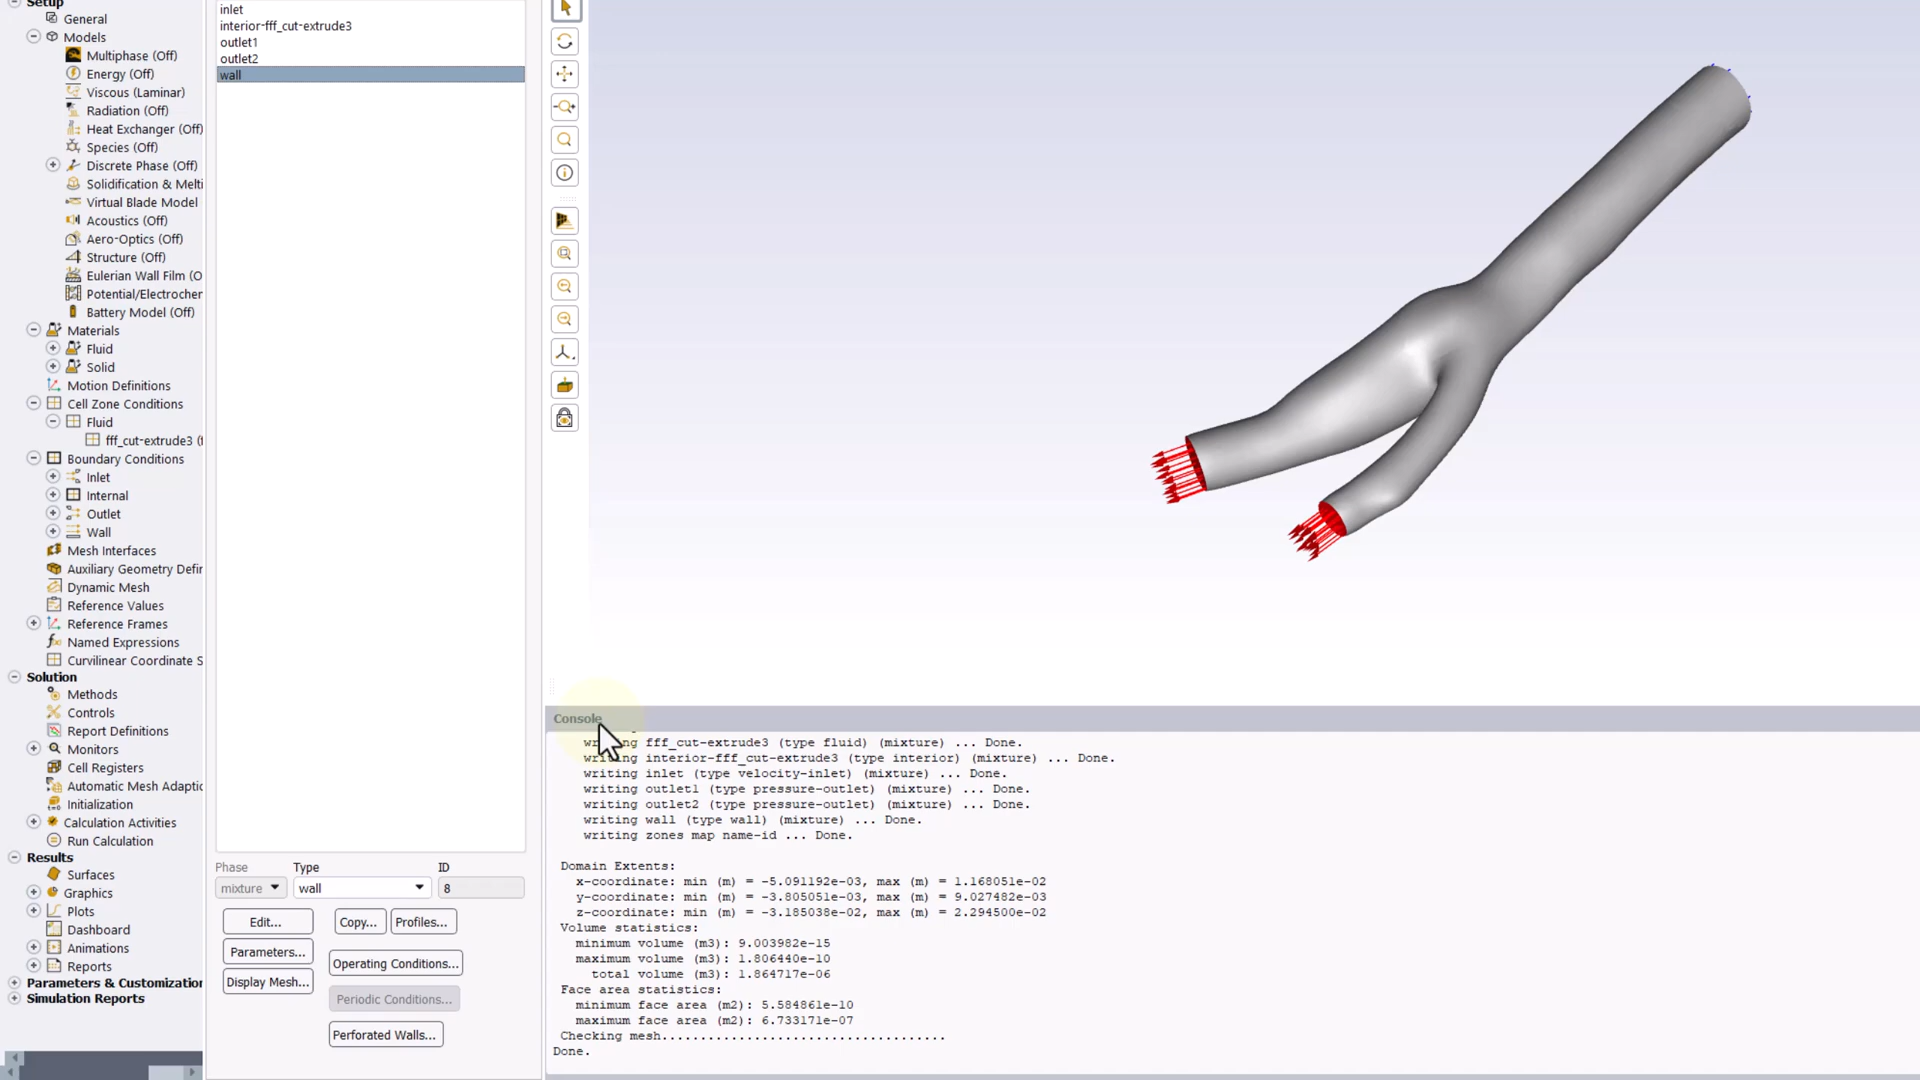 Setup
General
Models
Multiphase (Off)
Energy (Off)
Viscous (Laminar)
Radiation (Off)
Heat Exchanger (Off)
Species (Off)
Discrete Phase (Off)
Solidification & Melti
Virtual Blade Model
Acoustics (Off)
Aero-Optics (Off)
Structure (Off)
Eulerian Wall Film (O
Potential/Electrocher
Battery Model (Off)
Materials
Fluid
Solid
Motion Definitions
Cell Zone Conditions
Fluid
fff_cut-extrude3 (f
Boundary Conditions
Inlet
Internal
Outlet
Wall
Mesh Interfaces
Auxiliary Geometry Defir
Dynamic Mesh
Reference Values
Reference Frames
Named Expressions
Curvilinear Coordinate S
Solution
Methods
Controls
Report Definitions
Monitors
Cell Registers
Automatic Mesh Adaptic
Initialization
Calculation Activities
Run Calculation
Results
Surfaces
Graphics
Plots
Dashboard
Animations
Reports
Parameters & Customization
Simulation Reports
inlet
interior-fff_cut-extrude3
outlet1
outlet2
wall
Phase Type ID
mixture wall 8
Edit... Copy... Profiles...
Parameters... Operating Conditions...
Display Mesh... Periodic Conditions...
Perforated Walls...
Console
fff_cut-extrude3 (type fluid) (mixture) ... Done.
writing interior-fff_cut-extrude3 (type interior) (mixture) ... Done.
writing inlet (type velocity-inlet) (mixture) ... Done.
writing outlet1 (type pressure-outlet) (mixture) ... Done.
writing outlet2 (type pressure-outlet) (mixture) ... Done.
writing wall (type wall) (mixture) ... Done.
writing zones map name-id ... Done.
Domain Extents:
x-coordinate: min (m) = -5.091192e-03, max (m) = 1.168051e-02
y-coordinate: min (m) = -3.805051e-03, max (m) = 9.027482e-03
z-coordinate: min (m) = -3.185038e-02, max (m) = 2.294500e-02
Volume statistics:
minimum volume (m3): 9.003982e-15
maximum volume (m3): 1.806440e-10
total volume (m3): 1.864717e-06
Face area statistics:
minimum face area (m2): 5.584861e-10
maximum face area (m2): 6.733171e-07
Checking mesh.....................................
Done.